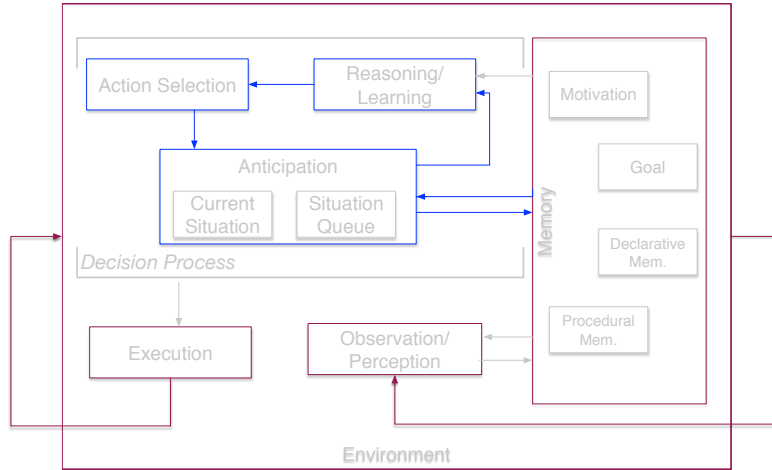 Action Selection
Reasoning/
Learning
Motivation
Anticipation
Goal
Current
Situation
Situation
Queue
Memory
Declarative
Mem.
Decision Process
Procedural
Mem.
Execution
Observation/
Perception
Environment